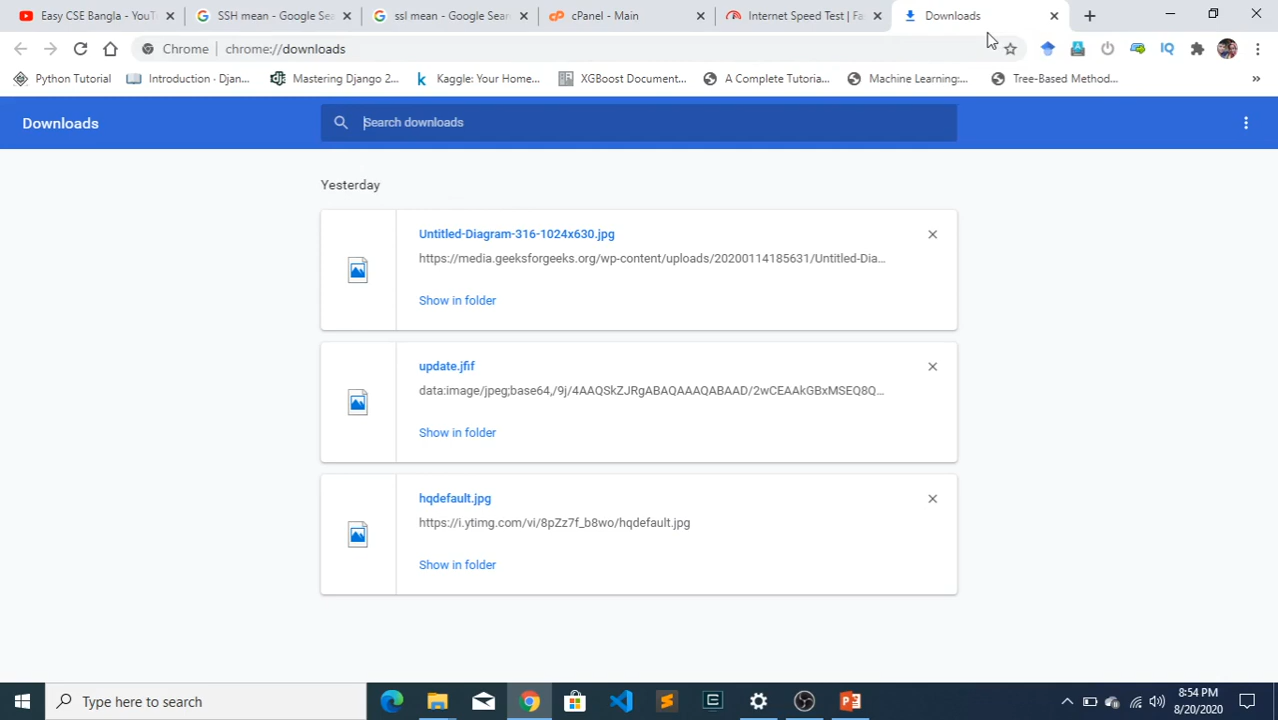 Easy CSE Bangla - YouT
SSH mean - Google Sea
ssl mean - Google Search
cPanel - Main
Internet Speed Test | Fa
Downloads
Chrome
chrome://downloads
Python Tutorial
Introduction · Djan...
Mastering Django 2...
Kaggle: Your Home...
XGBoost Document...
A Complete Tutoria...
Machine Learning:...
Tree-Based Method...
»
Downloads
Search downloads
Yesterday
Untitled-Diagram-316-1024x630.jpg
https://media.geeksforgeeks.org/wp-content/uploads/20200114185631/Untitled-Dia...
Show in folder
update.jfif
data:image/jpeg;base64,/9j/4AAQSkZJRgABAQAAAQABAAD/2wCEAAkGBxMSEQ8Q...
Show in folder
hqdefault.jpg
https://i.ytimg.com/vi/8pZz7f_b8wo/hqdefault.jpg
Show in folder
Type here to search
8:54 PM
8/20/2020